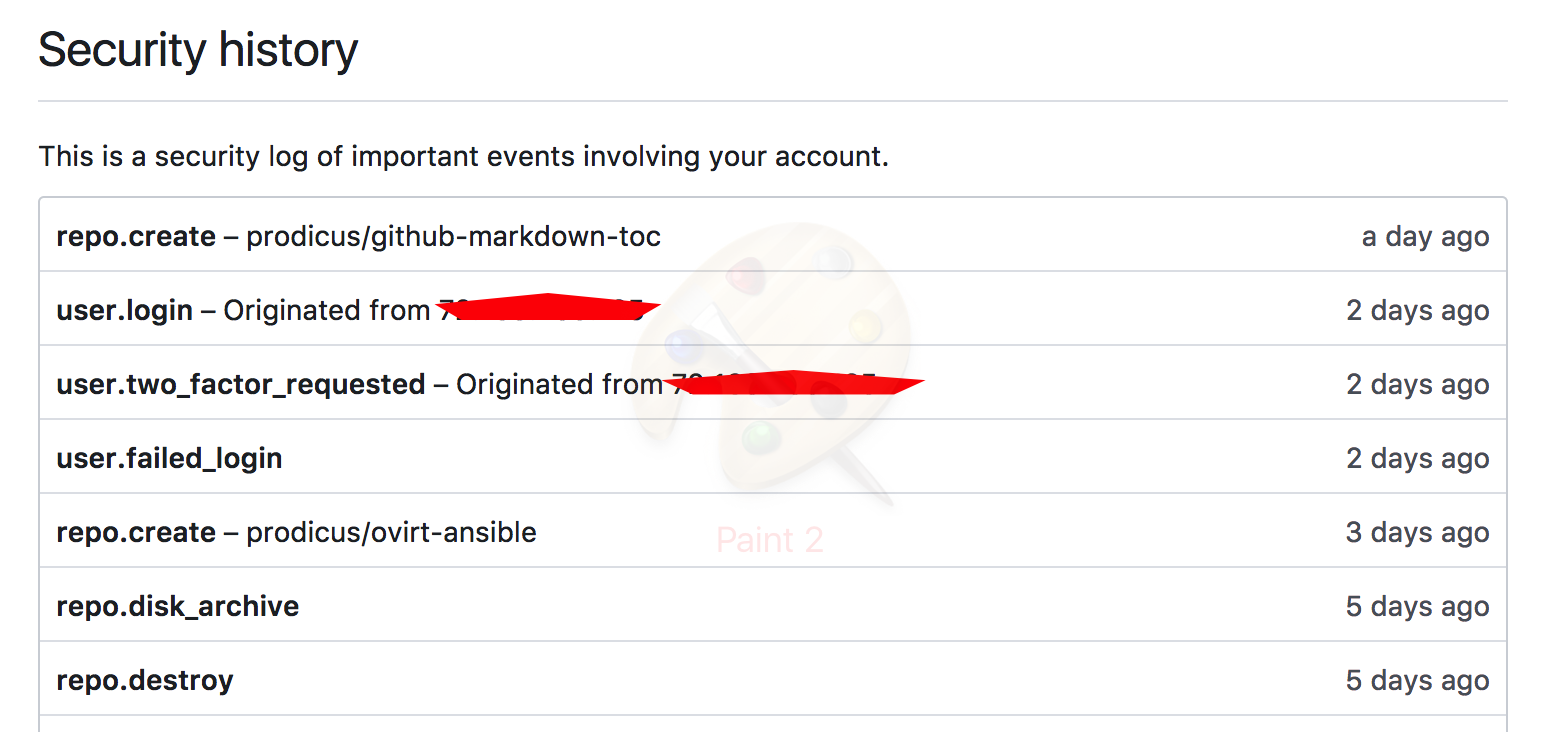 Security history
This is a security log of important events involving your account.
repo.create – prodicus/github-markdown-toc a day ago
user.login – Originated from 2 days ago
user.two_factor_requested – Originated from 2 days ago
user.failed_login 2 days ago
repo.create – prodicus/ovirt-ansible 3 days ago
Paint 2
repo.disk_archive 5 days ago
repo.destroy 5 days ago